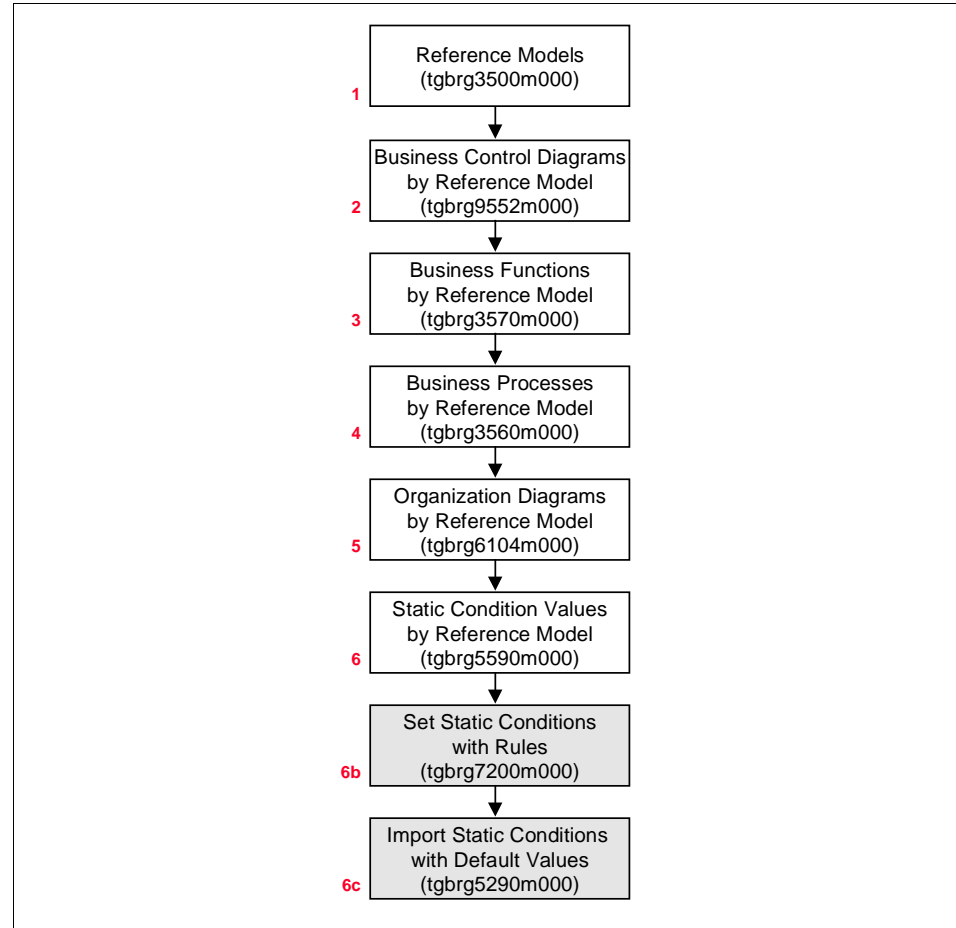 Reference Models
(tgbrg3500m000)
1
Business Control Diagrams
by Reference Model
(tgbrg9552m000)
2
Business Functions
by Reference Model
(tgbrg3570m000)
3
Business Processes
by Reference Model
(tgbrg3560m000)
4
Organization Diagrams
by Reference Model
(tgbrg6104m000)
5
Static Condition Values
by Reference Model
(tgbrg5590m000)
6
Set Static Conditions
with Rules
(tgbrg7200m000)
6b
Import Static Conditions
with Default Values
(tgbrg5290m000)
6c